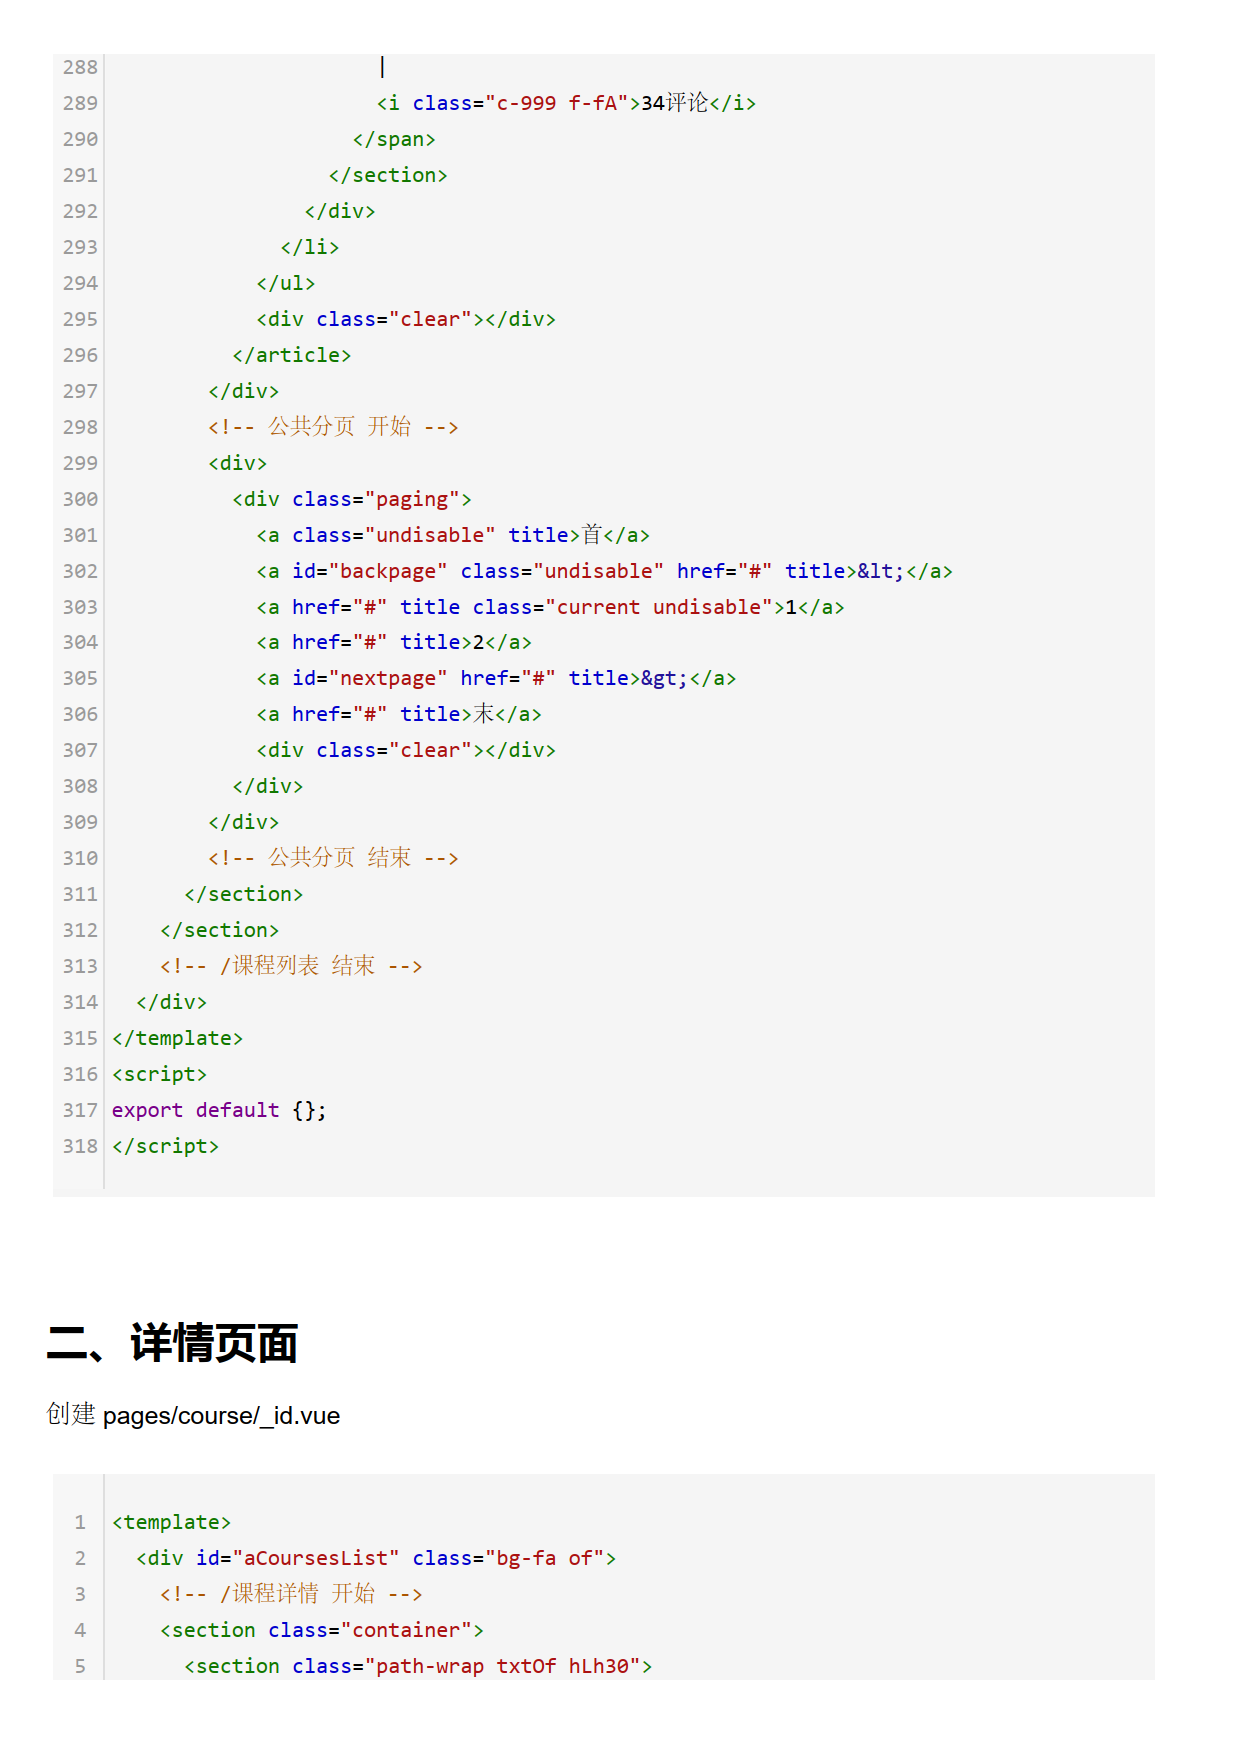 288                       |
289                       <i class="c-999 f-fA">34评论</i>
290                     </span>
291                   </section>
292                 </div>
293               </li>
294             </ul>
295             <div class="clear"></div>
296           </article>
297         </div>
298         <!-- 公共分页 开始 -->
299         <div>
300           <div class="paging">
301             <a class="undisable" title>首</a>
302             <a id="backpage" class="undisable" href="#" title>&lt;</a>
303             <a href="#" title class="current undisable">1</a>
304             <a href="#" title>2</a>
305             <a id="nextpage" href="#" title>&gt;</a>
306             <a href="#" title>末</a>
307             <div class="clear"></div>
308           </div>
309         </div>
310         <!-- 公共分页 结束 -->
311       </section>
312     </section>
313     <!-- /课程列表 结束 -->
314   </div>
315 </template>
316 <script>
317 export default {};
318 </script>
二、详情页面
创建 pages/course/_id.vue
1 <template>
2   <div id="aCoursesList" class="bg-fa of">
3     <!-- /课程详情 开始 -->
4     <section class="container">
5       <section class="path-wrap txtOf hLh30">